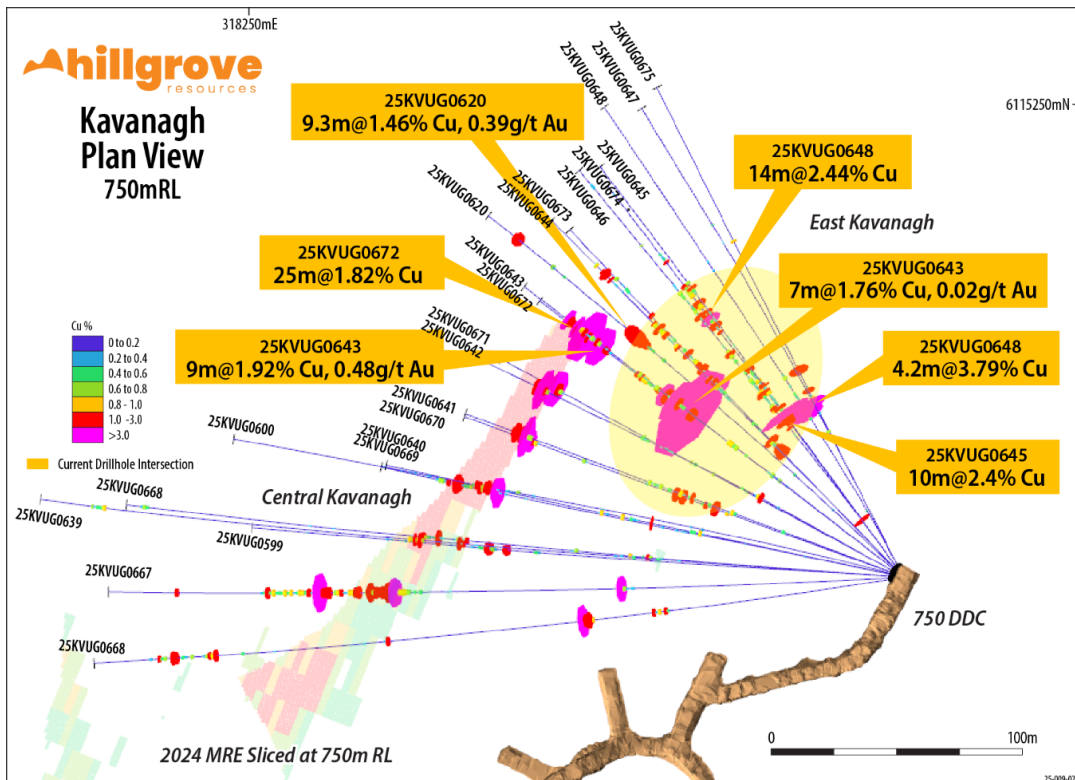 318250mE
hillgrove
resources
Kavanagh
Plan View
750mRL
6115250mN
25KVUG0620
9.3m@1.46% Cu, 0.39g/t Au
25KVUG0648
14m@2.44% Cu
East Kavanagh
25KVUG0672
25m@1.82% Cu
25KVUG0643
7m@1.76% Cu, 0.02g/t Au
25KVUG0643
9m@1.92% Cu, 0.48g/t Au
25KVUG0648
4.2m@3.79% Cu
25KVUG0645
10m@2.4% Cu
25KVUG0675
25KVUG0647
25KVUG0648
25KVUG0645
25KVUG0674
25KVUG0646
25KVUG0673
25KVUG0644
25KVUG0620
25KVUG0643
25KVUG0672
25KVUG0671
25KVUG0642
25KVUG0641
25KVUG0670
25KVUG0640
25KVUG0669
25KVUG0600
25KVUG0668
25KVUG0639
25KVUG0599
25KVUG0667
25KVUG0668
Cu %
0 to 0.2
0.2 to 0.4
0.4 to 0.6
0.6 to 0.8
0.8 - 1.0
1.0 -3.0
>3.0
Current Drillhole Intersection
Central Kavanagh
750 DDC
2024 MRE Sliced at 750m RL
0
100m